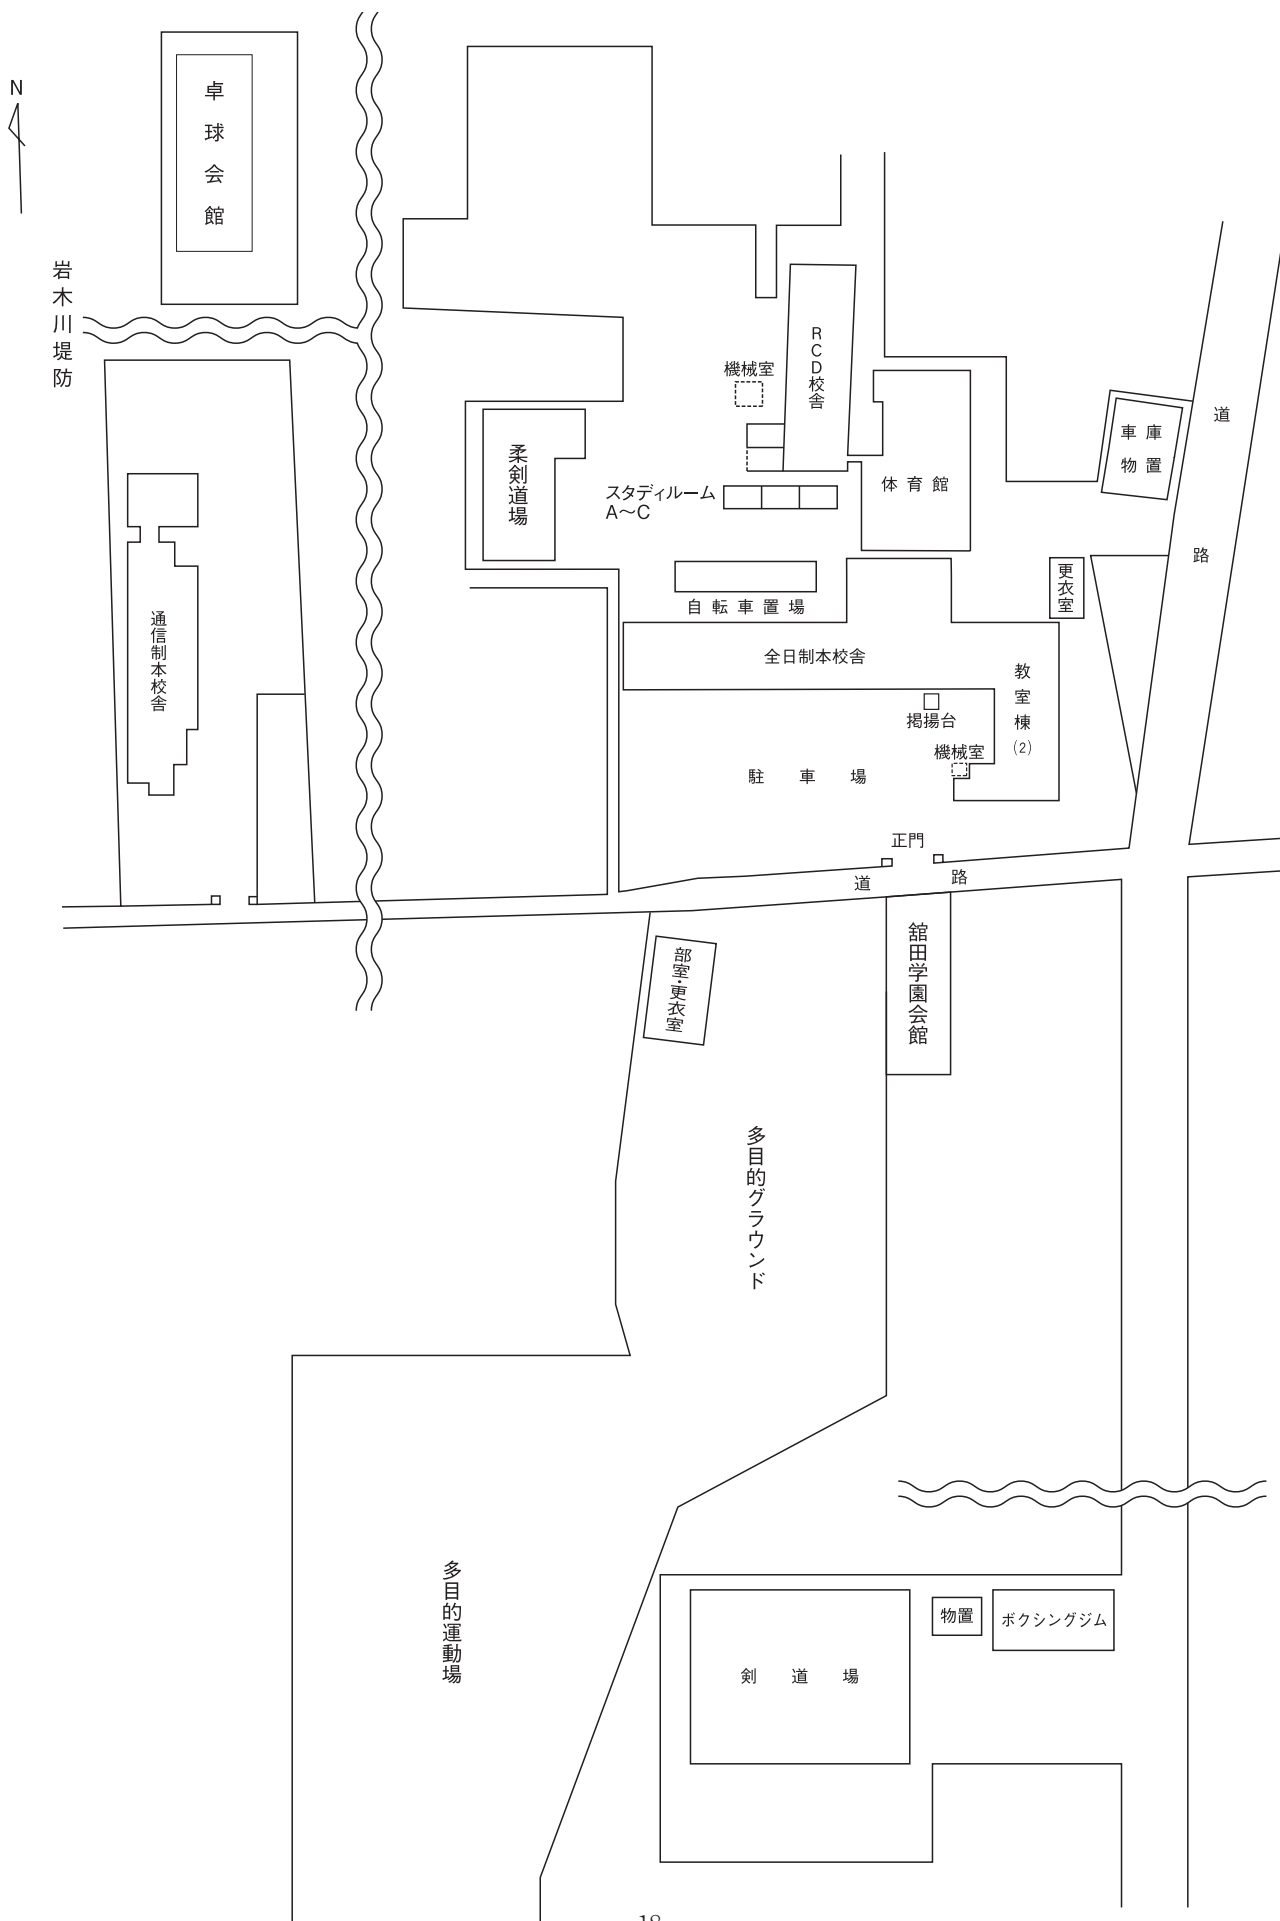 N
卓球会館
岩木川堤防
RCD校舎
機械室
道路
車庫
物置
柔剣道場
体育館
スタディルーム
A～C
更衣室
自転車置場
通信制本校舎
全日制本校舎
教室棟(2)
掲揚台
機械室
駐車場
正門
道路
舘田学園会館
部室・更衣室
多目的グラウンド
多目的運動場
物置
ボクシングジム
剣道場
18